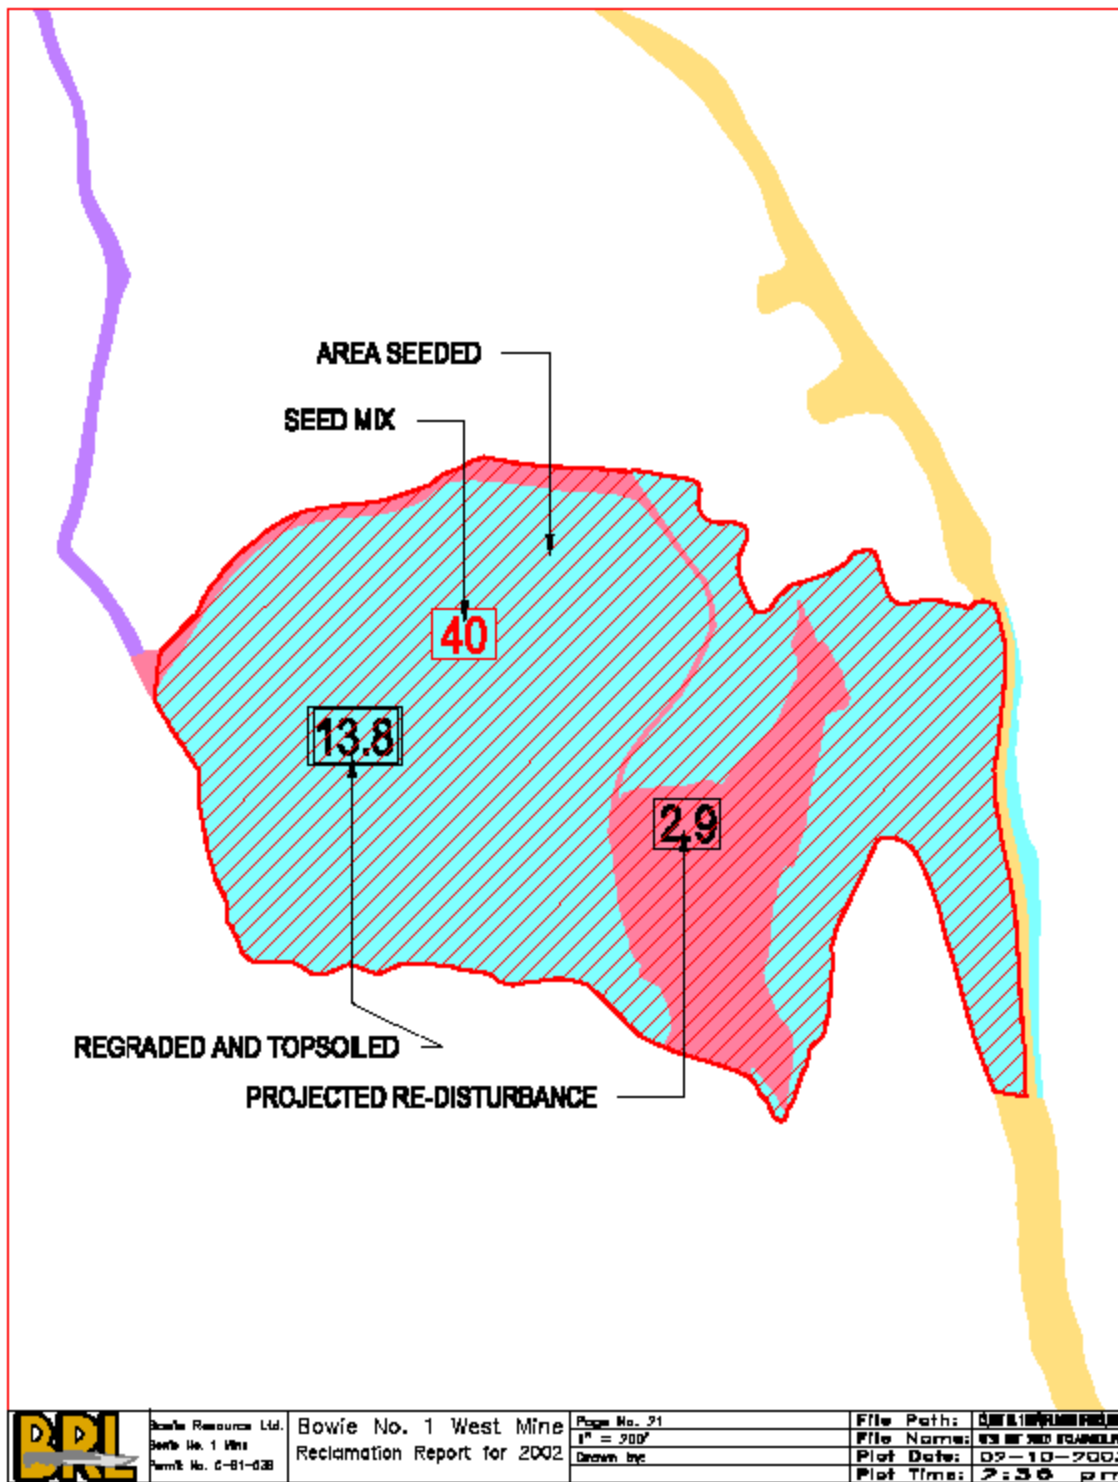 AREA SEEDED
SEED MIX
40
13.8
2.9
REGRADED AND TOPSOILED
PROJECTED RE-DISTURBANCE
BRL
Bowie Resource Ltd.
Bowie No. 1 Mine
Permit No. C-81-038
Bowie No. 1 West Mine
Reclamation Report for 2002
Page No. 21
1" = 200'
Drawn by:
File Path:
File Name:
Plot Date:
Plot Time: